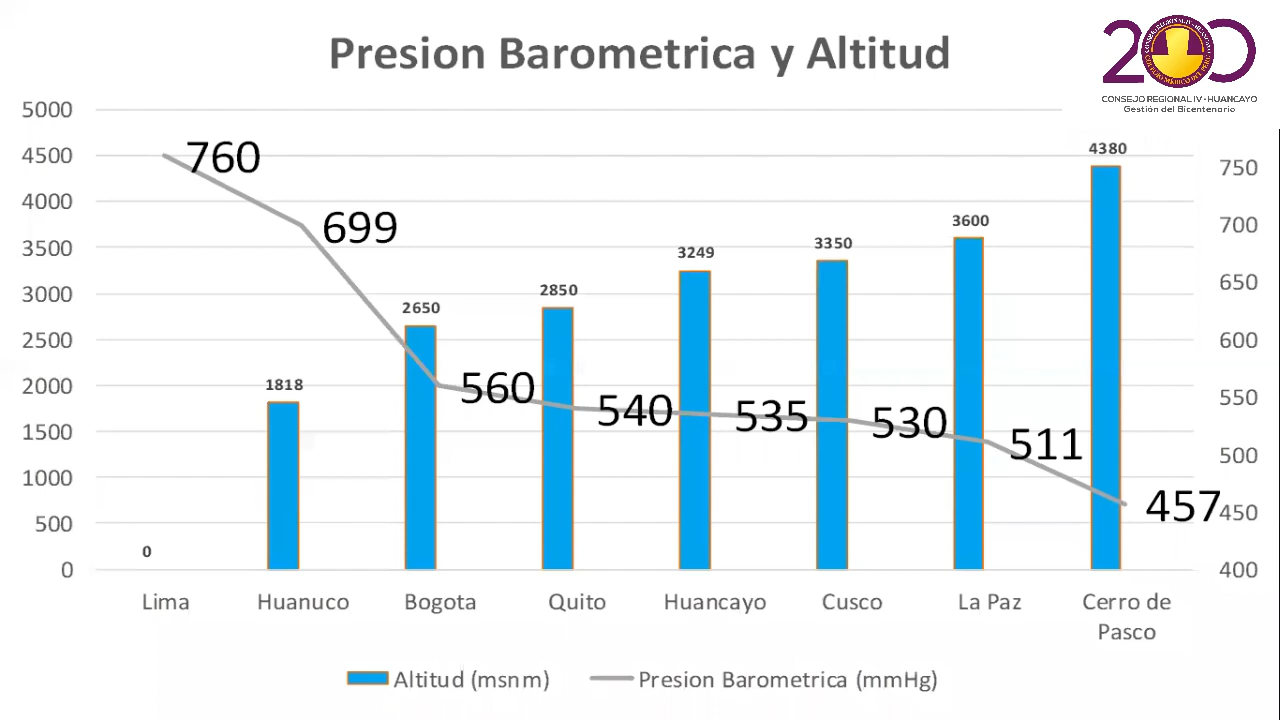 Presion Barometrica y Altitud
200
CONSEJO REGIONAL IV - HUANCAYO
Gestión del Bicentenario
5000
4500
4000
3500
3000
2500
2000
1500
1000
500
0
760
699
560
540
535
530
511
457
0
1818
2650
2850
3249
3350
3600
4380
750
700
650
600
550
500
450
400
Lima
Huanuco
Bogota
Quito
Huancayo
Cusco
La Paz
Cerro de
Pasco
Altitud (msnm)
Presion Barometrica (mmHg)